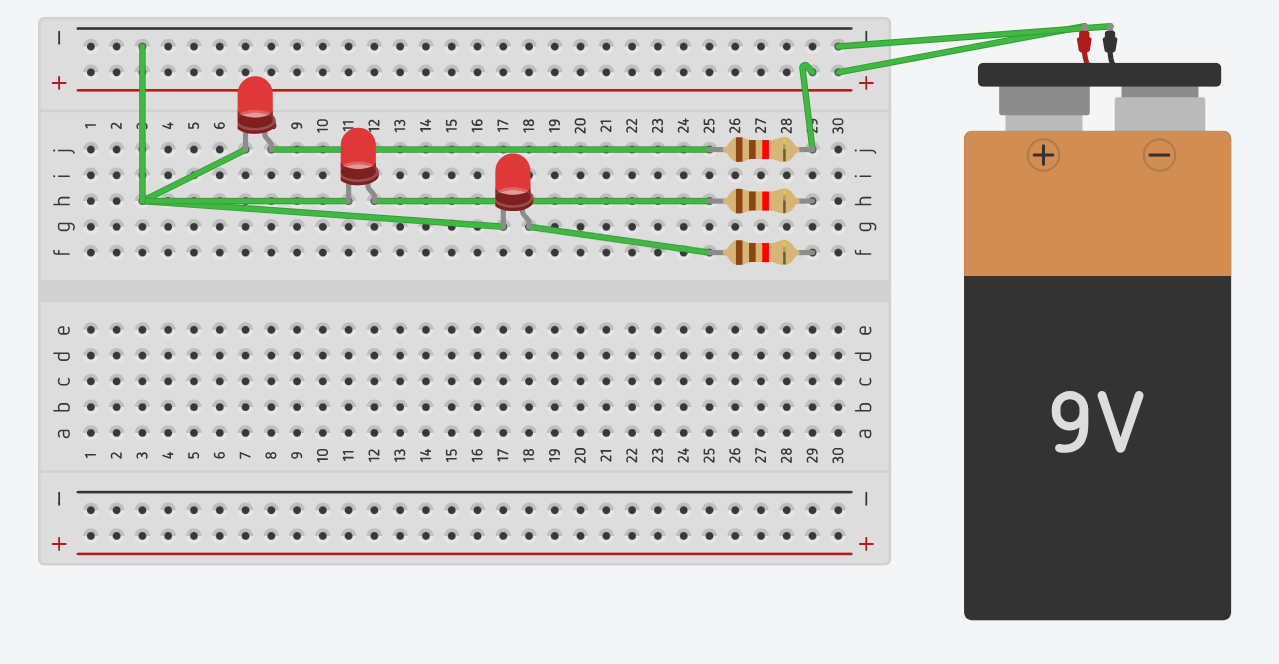 − −
+ +
1 2 3 4 5 6 9 10 11 12 13 14 15 16 17 18 19 20 21 22 23 24 25 26 27 28 29 30
j j
i i
h h
g g
f f
e e
d d
c c
b b
a a
1 2 3 4 5 6 7 8 9 10 11 12 13 14 15 16 17 18 19 20 21 22 23 24 25 26 27 28 29 30
− −
+ +
+ −
9V